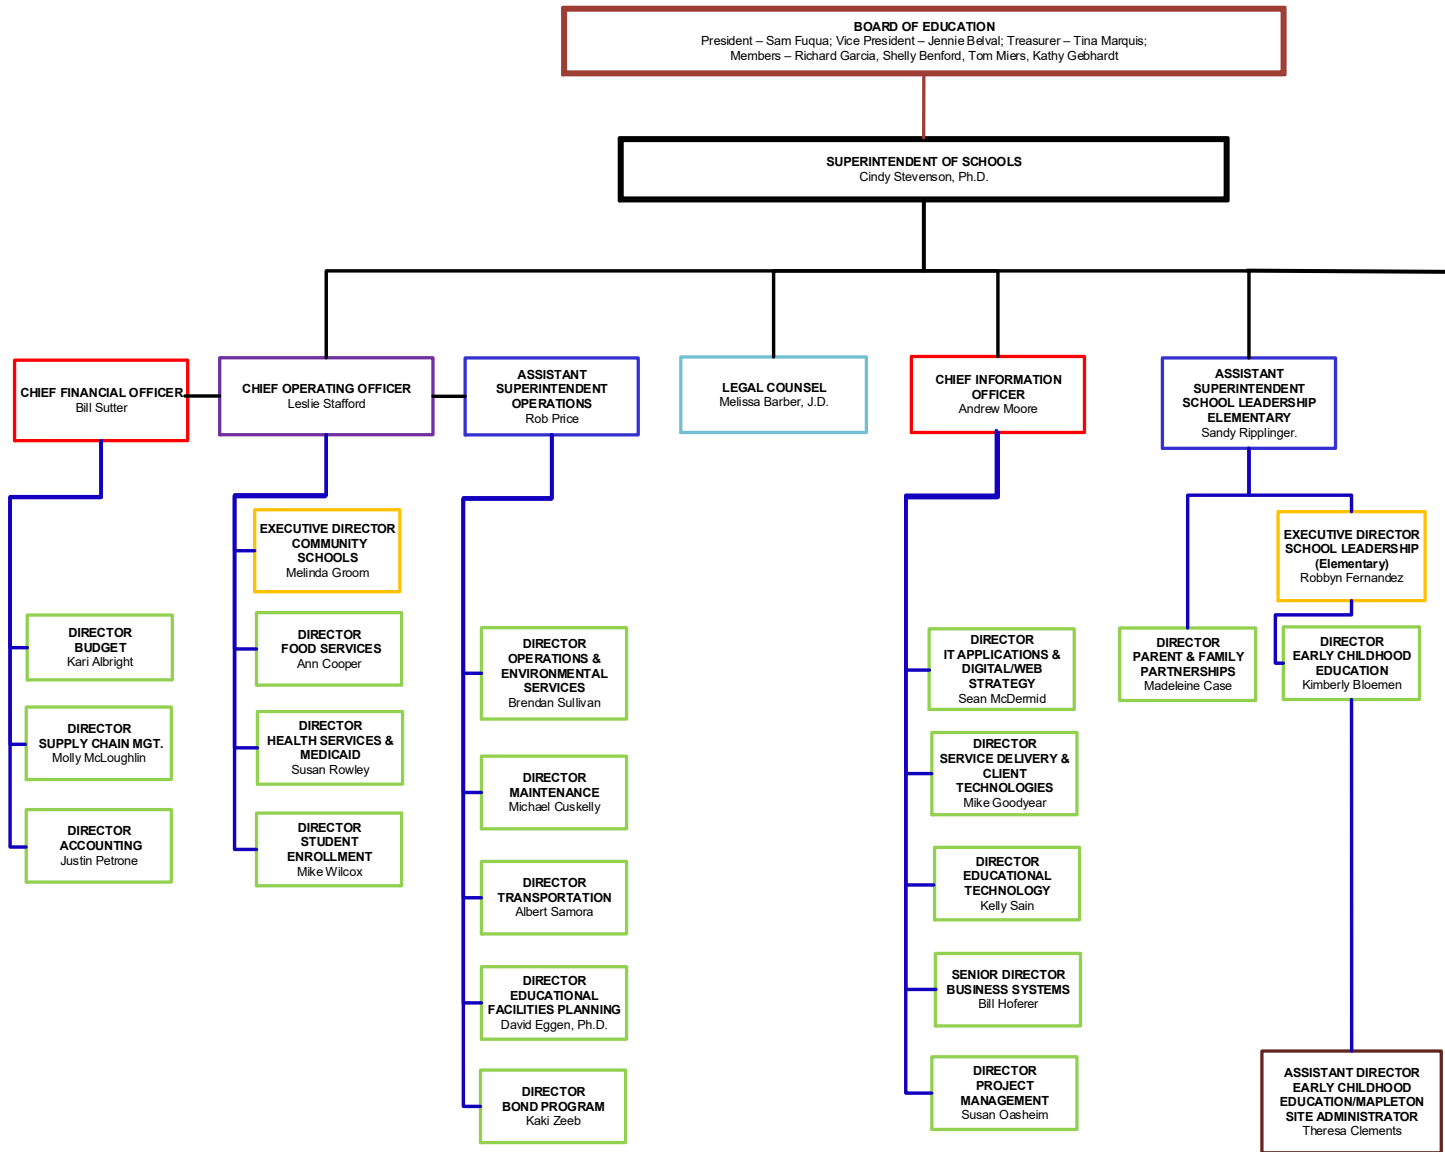 BOARD OF EDUCATION
President – Sam Fuqua; Vice President – Jennie Belval; Treasurer – Tina Marquis;
Members – Richard Garcia, Shelly Benford, Tom Miers, Kathy Gebhardt
SUPERINTENDENT OF SCHOOLS
Cindy Stevenson, Ph.D.
CHIEF FINANCIAL OFFICER
Bill Sutter
CHIEF OPERATING OFFICER
Leslie Stafford
ASSISTANT
SUPERINTENDENT
OPERATIONS
Rob Price
LEGAL COUNSEL
Melissa Barber, J.D.
CHIEF INFORMATION
OFFICER
Andrew Moore
ASSISTANT
SUPERINTENDENT
SCHOOL LEADERSHIP
ELEMENTARY
Sandy Ripplinger.
DIRECTOR
BUDGET
Kari Albright
DIRECTOR
SUPPLY CHAIN MGT.
Molly McLoughlin
DIRECTOR
ACCOUNTING
Justin Petrone
EXECUTIVE DIRECTOR
COMMUNITY
SCHOOLS
Melinda Groom
DIRECTOR
FOOD SERVICES
Ann Cooper
DIRECTOR
HEALTH SERVICES &
MEDICAID
Susan Rowley
DIRECTOR
STUDENT
ENROLLMENT
Mike Wilcox
DIRECTOR
OPERATIONS &
ENVIRONMENTAL
SERVICES
Brendan Sullivan
DIRECTOR
MAINTENANCE
Michael Cuskelly
DIRECTOR
TRANSPORTATION
Albert Samora
DIRECTOR
EDUCATIONAL
FACILITIES PLANNING
David Eggen, Ph.D.
DIRECTOR
BOND PROGRAM
Kaki Zeeb
DIRECTOR
IT APPLICATIONS &
DIGITAL/WEB
STRATEGY
Sean McDermid
DIRECTOR
SERVICE DELIVERY &
CLIENT
TECHNOLOGIES
Mike Goodyear
DIRECTOR
EDUCATIONAL
TECHNOLOGY
Kelly Sain
SENIOR DIRECTOR
BUSINESS SYSTEMS
Bill Hoferer
DIRECTOR
PROJECT
MANAGEMENT
Susan Oasheim
EXECUTIVE DIRECTOR
SCHOOL LEADERSHIP
(Elementary)
Robbyn Fernandez
DIRECTOR
PARENT & FAMILY
PARTNERSHIPS
Madeleine Case
DIRECTOR
EARLY CHILDHOOD
EDUCATION
Kimberly Bloemen
ASSISTANT DIRECTOR
EARLY CHILDHOOD
EDUCATION/MAPLETON
SITE ADMINISTRATOR
Theresa Clements